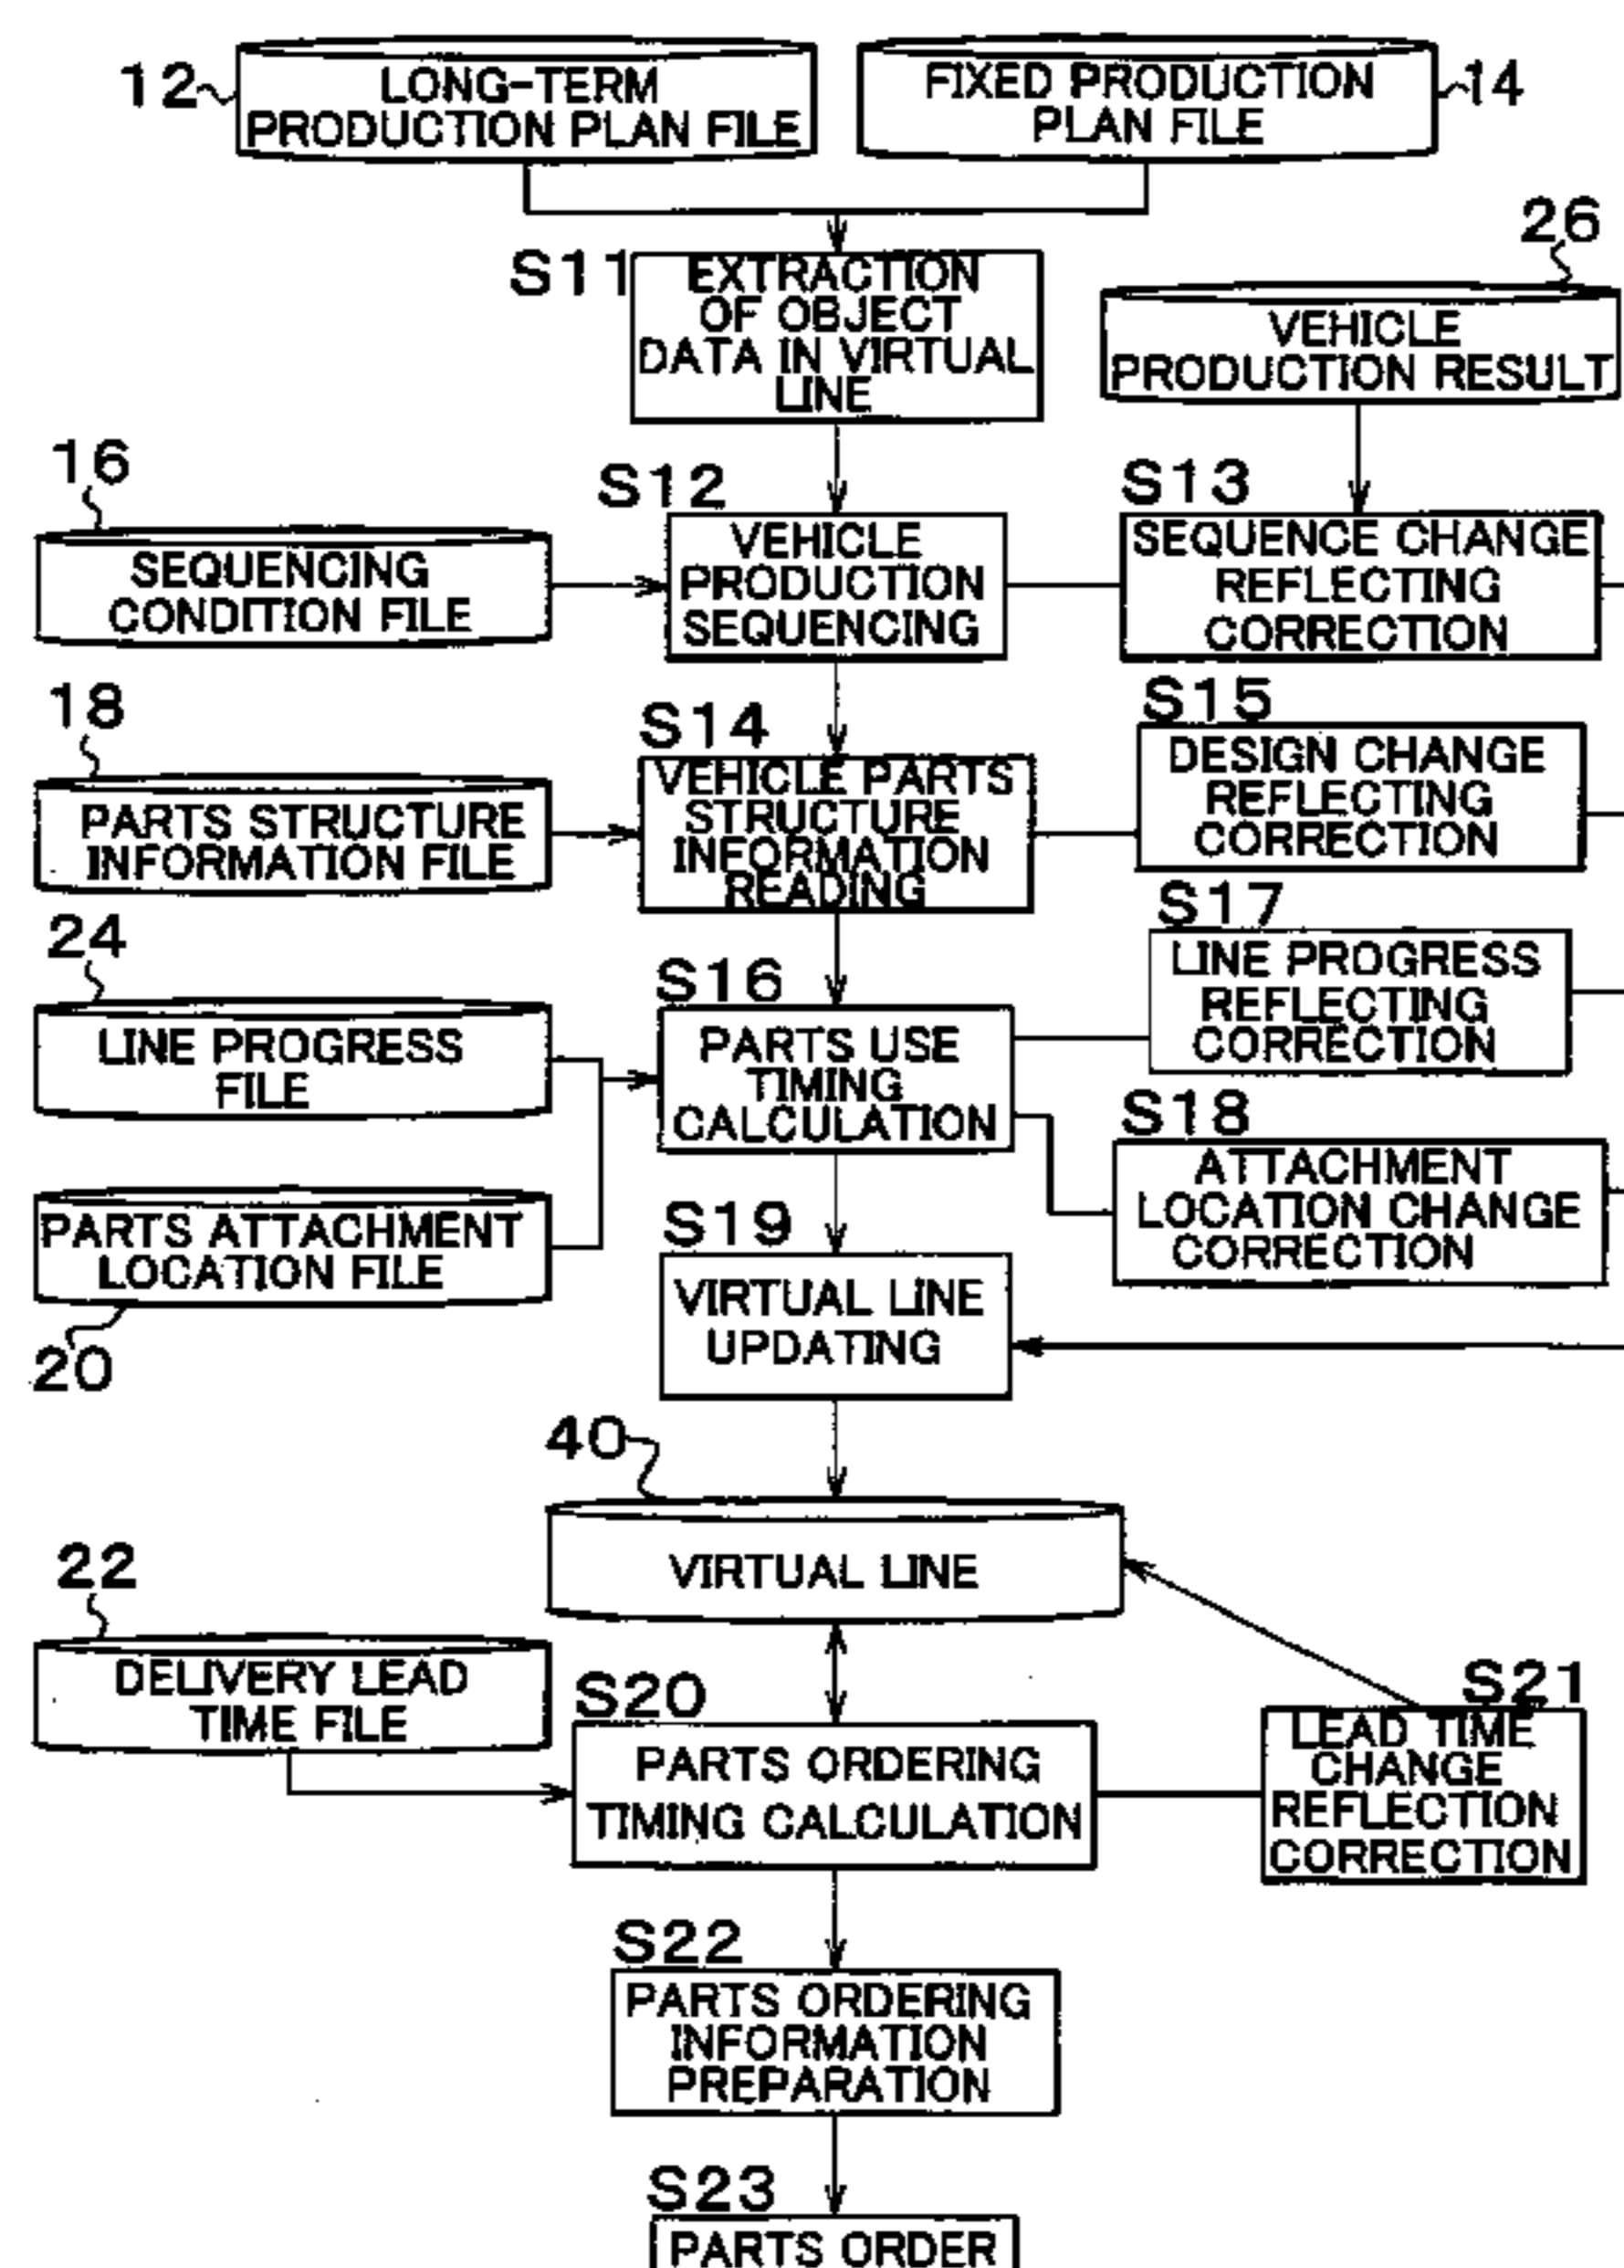 12
LONG-TERM
PRODUCTION PLAN FILE
FIXED PRODUCTION
PLAN FILE
14
S11
EXTRACTION
OF OBJECT
DATA IN VIRTUAL
LINE
26
VEHICLE
PRODUCTION RESULT
16
SEQUENCING
CONDITION FILE
S12
VEHICLE
PRODUCTION
SEQUENCING
S13
SEQUENCE CHANGE
REFLECTING
CORRECTION
18
PARTS STRUCTURE
INFORMATION FILE
S14
VEHICLE PARTS
STRUCTURE
INFORMATION
READING
S15
DESIGN CHANGE
REFLECTING
CORRECTION
24
LINE PROGRESS
FILE
S16
PARTS USE
TIMING
CALCULATION
S17
LINE PROGRESS
REFLECTING
CORRECTION
PARTS ATTACHMENT
LOCATION FILE
20
S18
ATTACHMENT
LOCATION CHANGE
CORRECTION
S19
VIRTUAL LINE
UPDATING
40
VIRTUAL LINE
22
DELIVERY LEAD
TIME FILE
S20
PARTS ORDERING
TIMING CALCULATION
S21
LEAD TIME
CHANGE
REFLECTION
CORRECTION
S22
PARTS ORDERING
INFORMATION
PREPARATION
S23
PARTS ORDER